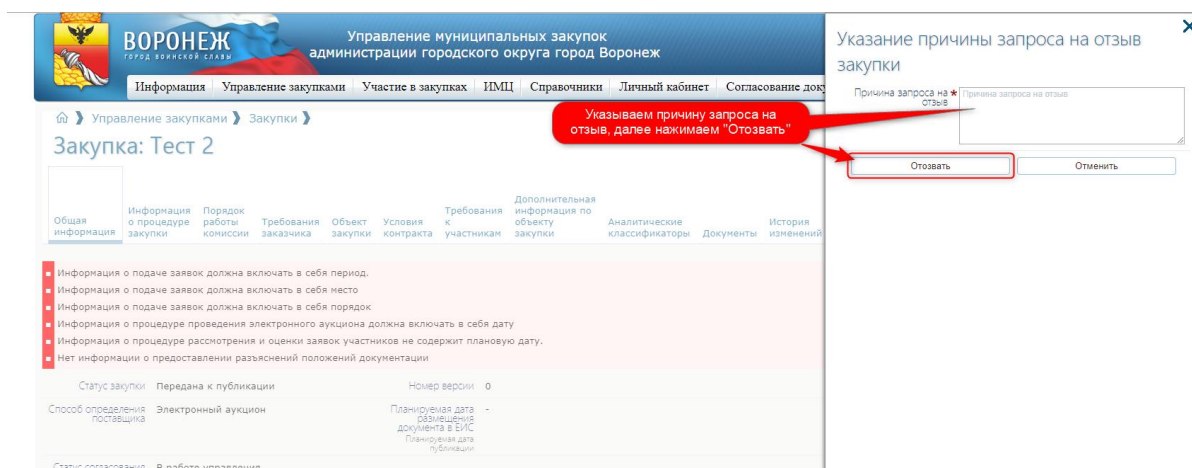 ВОРОНЕЖ
ГОРОД ВОИНСКОЙ СЛАВЫ
Управление муниципальных закупок
администрации городского округа город Воронеж
Информация Управление закупками Участие в закупках ИМЦ Справочники Личный кабинет Согласование док
Управление закупками Закупки
Закупка: Тест 2
Общая
информация
Информация
о процедуре
закупки
Порядок
работы
комиссии
Требования
заказчика
Объект
закупки
Условия
контракта
Требования
к
участникам
Дополнительная
информация по
объекту
закупки
Аналитические
классификаторы
Документы
История
изменений
Информация о подаче заявок должна включать в себя период.
Информация о подаче заявок должна включать в себя место
Информация о подаче заявок должна включать в себя порядок
Информация о процедуре проведения электронного аукциона должна включать в себя дату
Информация о процедуре рассмотрения и оценки заявок участников не содержит плановую дату.
Нет информации о предоставлении разъяснений положений документации
Статус закупки Передана к публикации
Номер версии 0
Способ определения
поставщика
Электронный аукцион
Планируемая дата
размещения
документа в ЕИС
Планируемая дата
публикации
-
Статус согласования В работе управления
Указание причины запроса на отзыв
закупки
Причина запроса на *
отзыв
Причина запроса на отзыв
Отозвать Отменить
Указываем причину запроса на
отзыв, далее нажимаем "Отозвать"